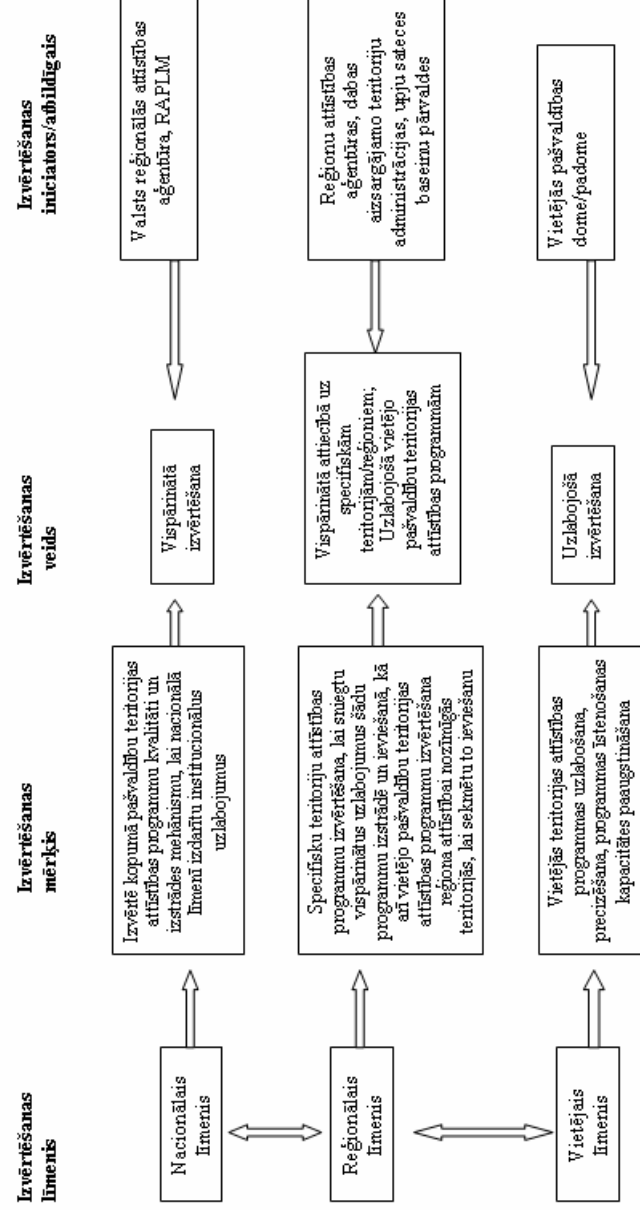 Izvērtēšanas
līmenis
Izvērtēšanas
mērķis
Izvērtēšanas
veids
Izvērtēšanas
iniciators/atbildīgais
Nacionālais
līmenis
Izvērtē kopumā pašvaldību teritorijas
attīstības programmu kvalitāti un
izstrādes mehānismu, lai nacionālā
līmenī izdarītu institucionālus
uzlabojumus
Vispārinātā
izvērtēšana
Valsts reģionālās attīstības
aģentūra, RAPLM
Reģionālais
līmenis
Specifisku teritoriju attīstības
programmu izvērtēšana, lai sniegtu
vispārinātus uzlabojumus šādu
programmu izstrādē un ieviešanā, kā
arī vietējo pašvaldību teritorijas
attīstības programmu izvērtēšana
reģiona attīstībai nozīmīgās
teritorijās, lai sekmētu to ieviešanu
Vispārinātā attiecībā uz
specifiskām
teritorijām/reģioniem;
Uzlabojošā vietējo
pašvaldību teritorijas
attīstības programmām
Reģionu attīstības
aģentūras, dabas
aizsargājamo teritoriju
administrācijas, upju sateces
baseinu pārvaldes
Vietējais
līmenis
Vietējās teritorijas attīstības
programmas uzlabošana,
precizēšana, programmas īstenošanas
kapacitātes paaugstināšana
Uzlabojošā
izvērtēšana
Vietējās pašvaldības
dome/padome